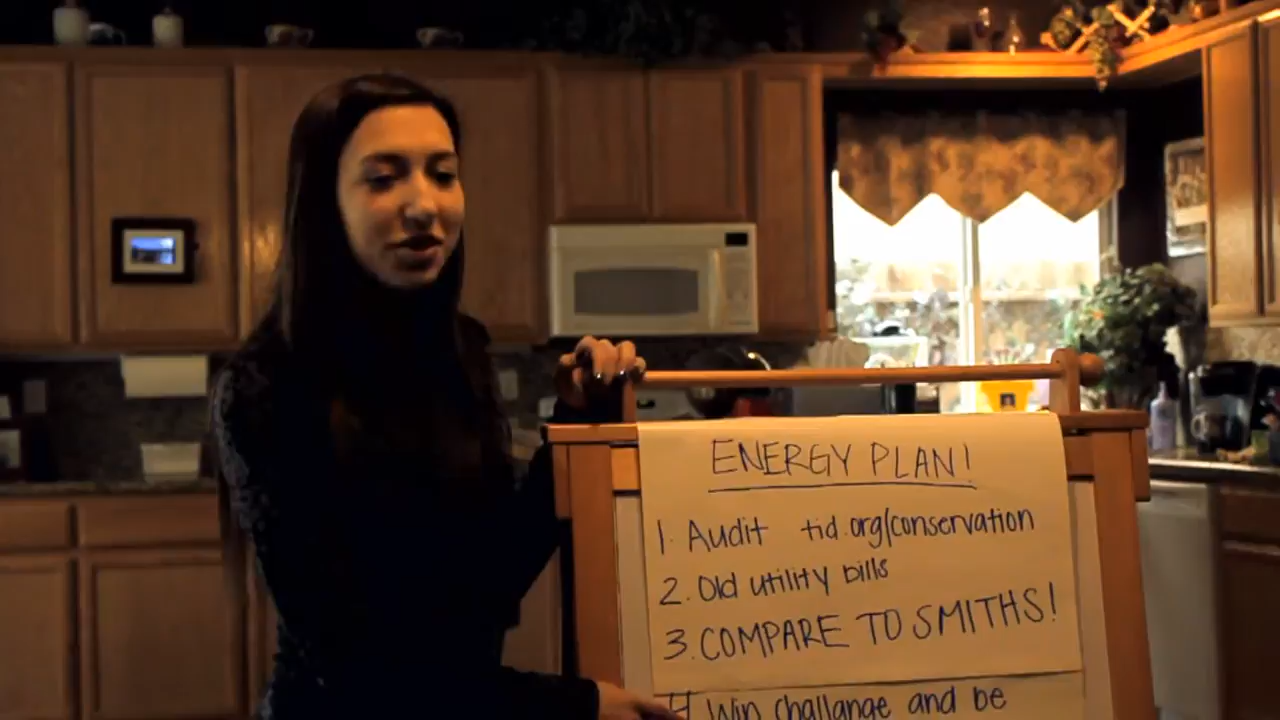 ENERGY PLAN!
1. Audit tid.org/conservation
2. Old utility bills
3. COMPARE TO SMITHS!
4 Win challange and be